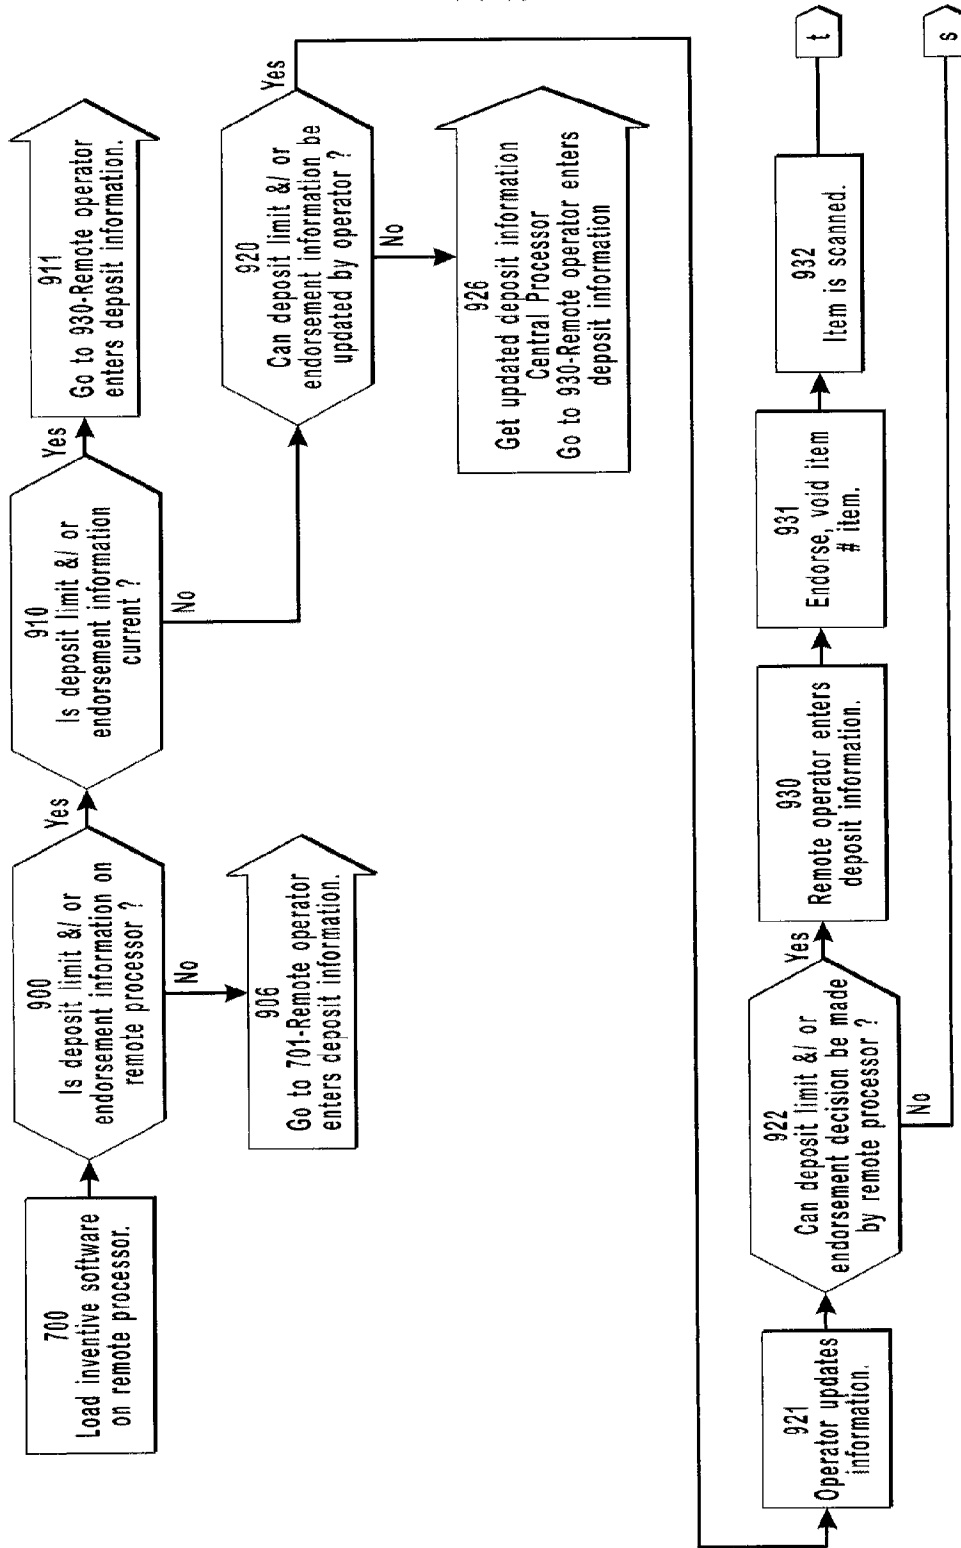 700
Load inventive software
on remote processor.
900
Is deposit limit &/ or
endorsement information on
remote processor ?
Yes
No
906
Go to 701-Remote operator
enters deposit information.
910
Is deposit limit &/ or
endorsement information
current ?
Yes
No
911
Go to 930-Remote operator
enters deposit information.
920
Can deposit limit &/ or
endorsement information be
updated by operator ?
Yes
No
926
Get updated deposit information
Central Processor
Go to 930-Remote operator enters
deposit information
921
Operator updates
information.
922
Can deposit limit &/ or
endorsement decision be made
by remote processor ?
Yes
No
930
Remote operator enters
deposit information.
931
Endorse, void item
# item.
932
Item is scanned.
t
s